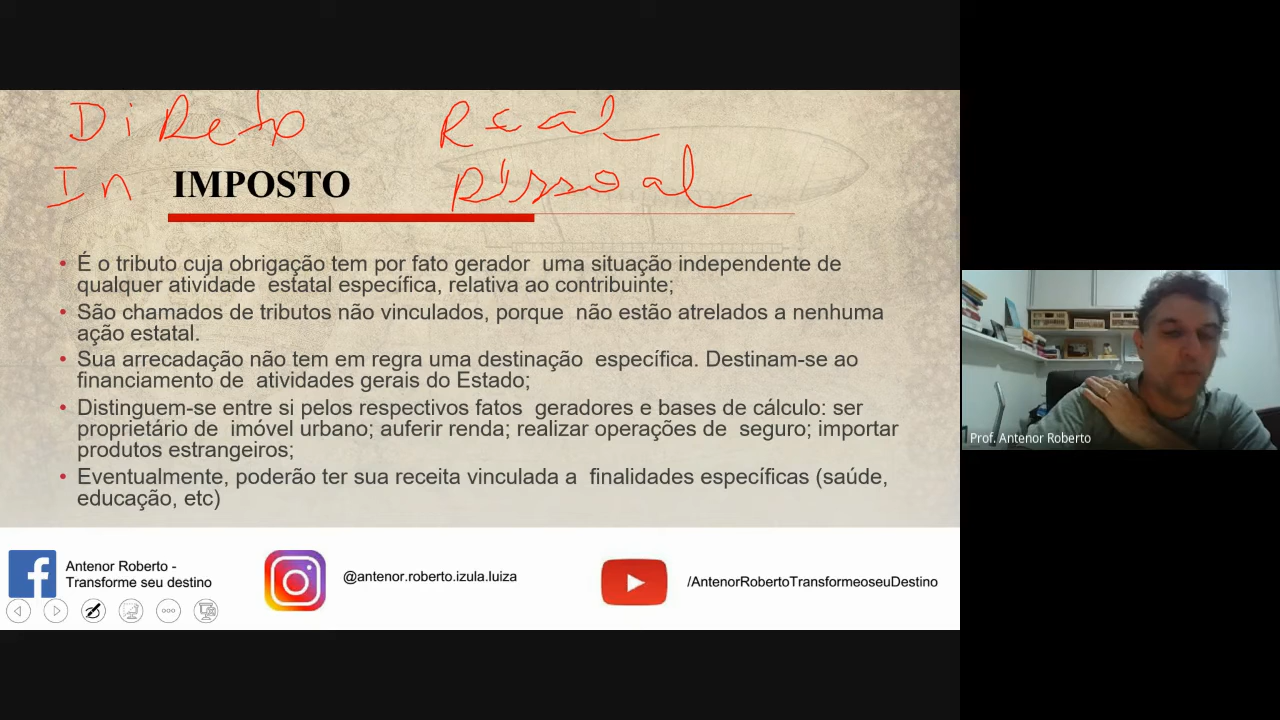 Direto Real
In IMPOSTO Pessoal
• É o tributo cuja obrigação tem por fato gerador uma situação independente de
qualquer atividade estatal específica, relativa ao contribuinte;
• São chamados de tributos não vinculados, porque não estão atrelados a nenhuma
ação estatal.
• Sua arrecadação não tem em regra uma destinação específica. Destinam-se ao
financiamento de atividades gerais do Estado;
• Distinguem-se entre si pelos respectivos fatos geradores e bases de cálculo: ser
proprietário de imóvel urbano; auferir renda; realizar operações de seguro; importar
produtos estrangeiros;
• Eventualmente, poderão ter sua receita vinculada a finalidades específicas (saúde,
educação, etc)
Prof. Antenor Roberto
Antenor Roberto -
Transforme seu destino
@antenor.roberto.izula.luiza
/AntenorRobertoTransformeoseuDestino